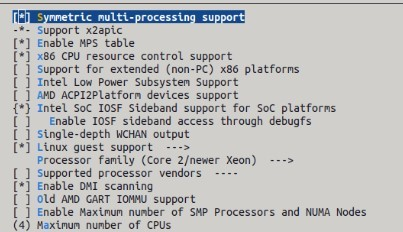 [*] Symmetric multi-processing support
-*- Support x2apic
[*] Enable MPS table
[*] x86 CPU resource control support
[ ] Support for extended (non-PC) x86 platforms
[ ] Intel Low Power Subsystem Support
[ ] AMD ACPI2Platform devices support
{*} Intel SoC IOSF Sideband support for SoC platforms
[ ]   Enable IOSF sideband access through debugfs
[ ] Single-depth WCHAN output
[*] Linux guest support  --->
    Processor family (Core 2/newer Xeon)  --->
[ ] Supported processor vendors  ----
[*] Enable DMI scanning
[ ] Old AMD GART IOMMU support
[ ] Enable Maximum number of SMP Processors and NUMA Nodes
(4) Maximum number of CPUs